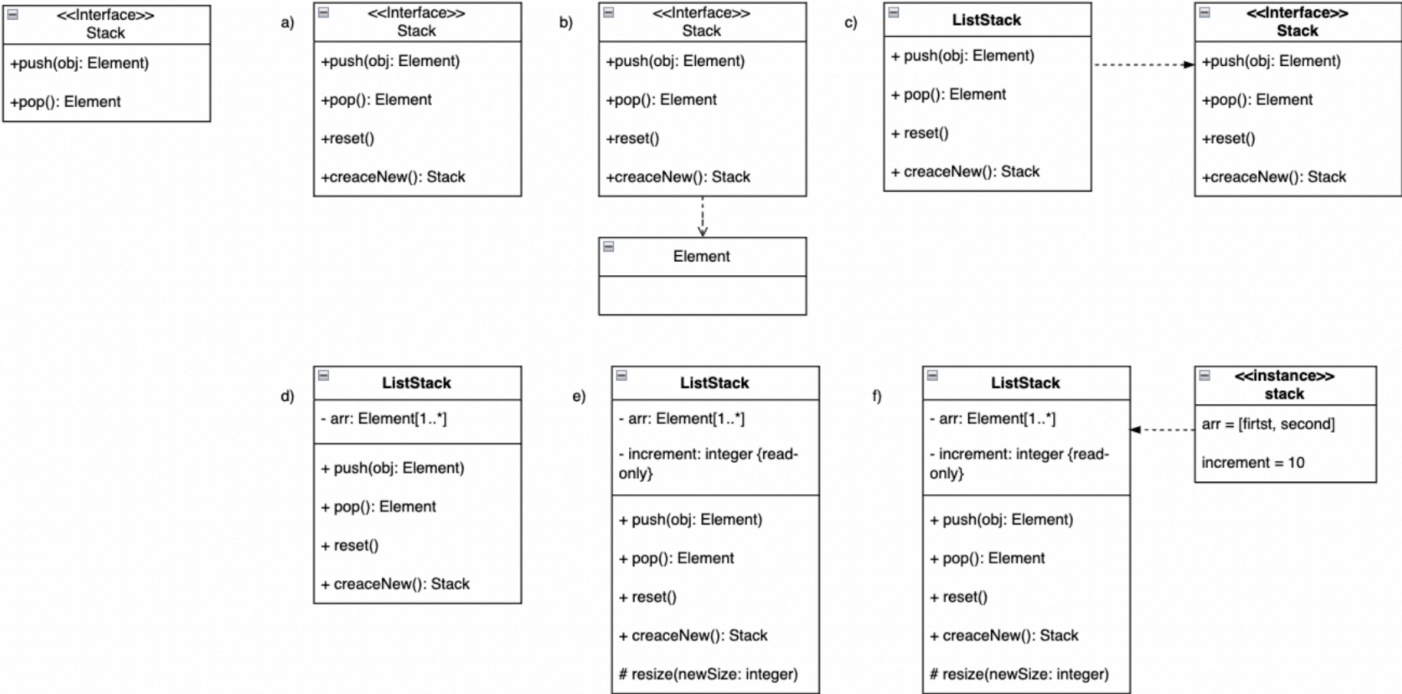 <<Interface>>
Stack
+push(obj: Element)
+pop(): Element
a)
<<Interface>>
Stack
+push(obj: Element)
+pop(): Element
+reset()
+creaceNew(): Stack
b)
<<Interface>>
Stack
+push(obj: Element)
+pop(): Element
+reset()
+creaceNew(): Stack
Element
c)
ListStack
+ push(obj: Element)
+ pop(): Element
+ reset()
+ creaceNew(): Stack
<<Interface>>
Stack
+push(obj: Element)
+pop(): Element
+reset()
+creaceNew(): Stack
d)
ListStack
- arr: Element[1..*]
+ push(obj: Element)
+ pop(): Element
+ reset()
+ creaceNew(): Stack
e)
ListStack
- arr: Element[1..*]
- increment: integer {read-
only}
+ push(obj: Element)
+ pop(): Element
+ reset()
+ creaceNew(): Stack
# resize(newSize: integer)
f)
ListStack
- arr: Element[1..*]
- increment: integer {read-
only}
+ push(obj: Element)
+ pop(): Element
+ reset()
+ creaceNew(): Stack
# resize(newSize: integer)
<<instance>>
stack
arr = [firtst, second]
increment = 10